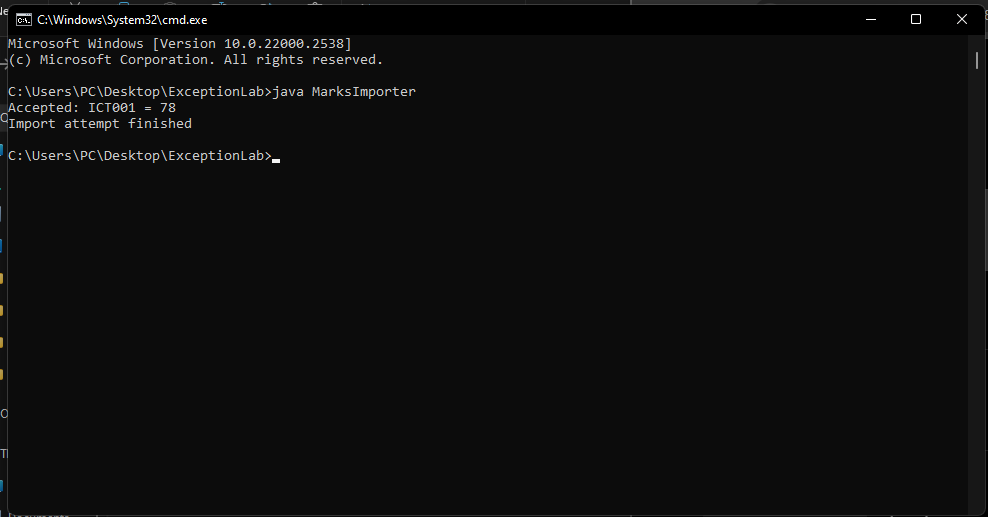 C:\Windows\System32\cmd.exe
Microsoft Windows [Version 10.0.22000.2538]
(c) Microsoft Corporation. All rights reserved.
C:\Users\PC\Desktop\ExceptionLab>java MarksImporter
Accepted: ICT001 = 78
Import attempt finished
C:\Users\PC\Desktop\ExceptionLab>